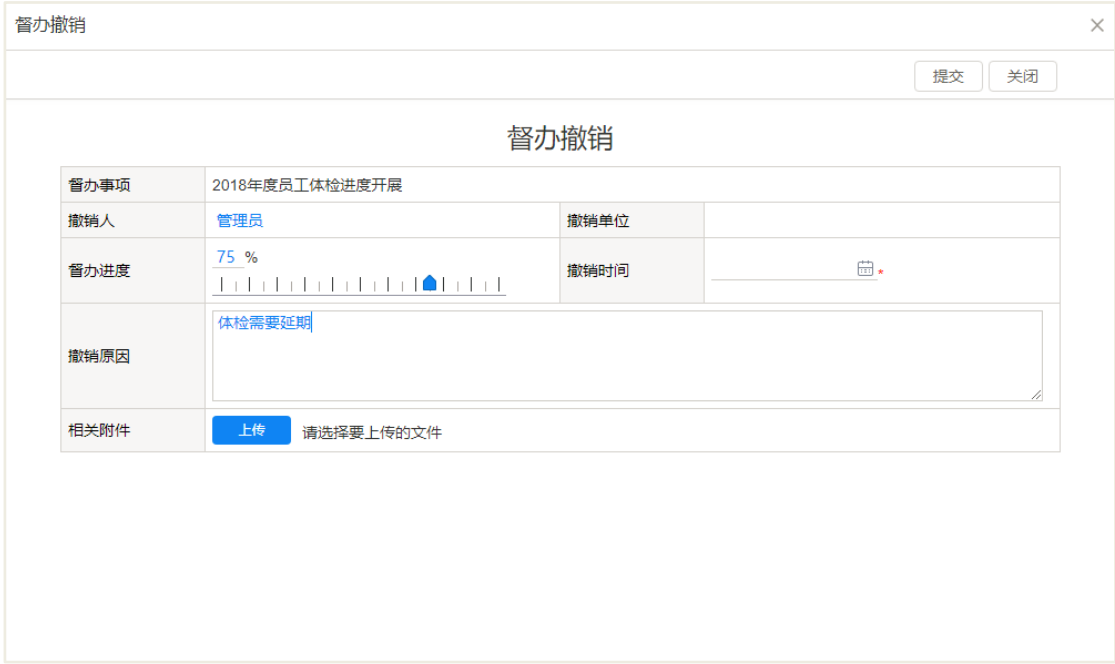 督办撤销
提交 关闭
督办撤销
督办事项 2018年度员工体检进度开展
撤销人 管理员 撤销单位
督办进度 75 % 撤销时间 *
撤销原因 体检需要延期
相关附件 上传 请选择要上传的文件